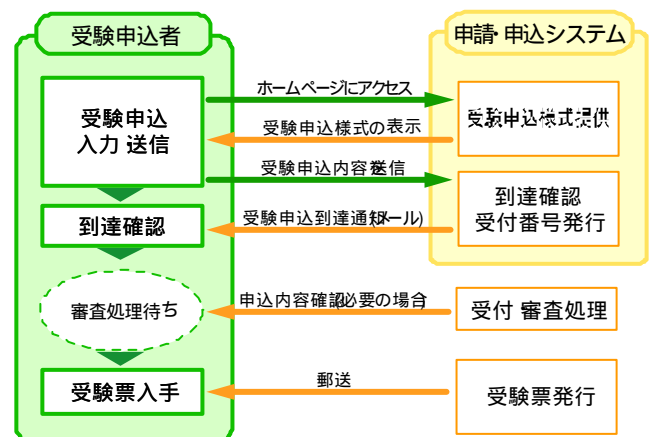 受験申込者
申請・申込システム
ホームページにアクセス
受験申込
入力 送信
受験申込様式提供
受験申込様式の表示
受験申込内容送信
到達確認
受付番号発行
受験申込到達通知(メール)
到達確認
申込内容確認(必要の場合)
審査処理待ち
受付 審査処理
郵送
受験票入手
受験票発行